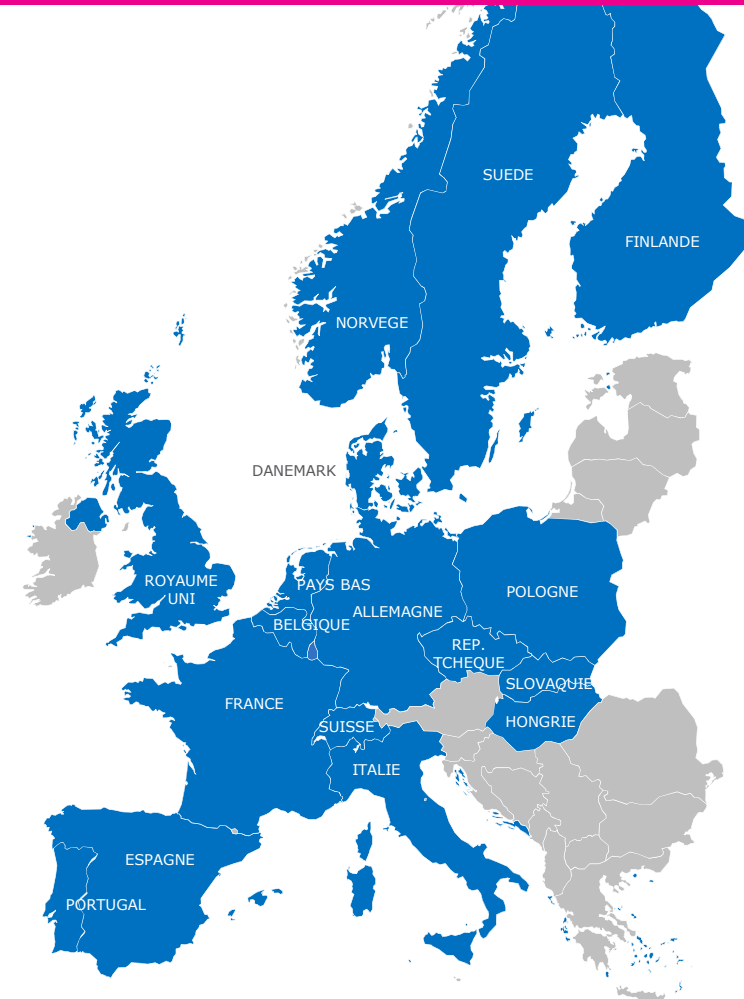 SUEDE
FINLANDE
NORVEGE
DANEMARK
ROYAUME
UNI
PAYS BAS
POLOGNE
ALLEMAGNE
BELGIQUE
REP.
TCHEQUE
SLOVAQUIE
FRANCE
SUISSE
HONGRIE
ITALIE
ESPAGNE
PORTUGAL